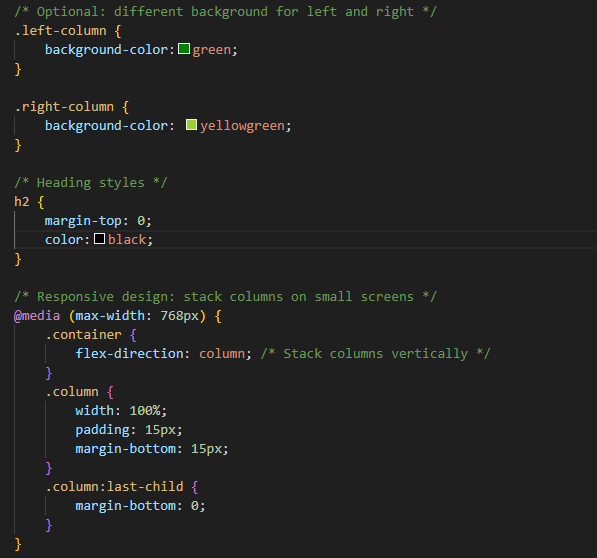 /* Optional: different background for left and right */
.left-column {
    background-color:green;
}

.right-column {
    background-color: yellowgreen;
}

/* Heading styles */
h2 {
    margin-top: 0;
    color:black;
}

/* Responsive design: stack columns on small screens */
@media (max-width: 768px) {
    .container {
        flex-direction: column; /* Stack columns vertically */
    }
    .column {
        width: 100%;
        padding: 15px;
        margin-bottom: 15px;
    }
    .column:last-child {
        margin-bottom: 0;
    }
}